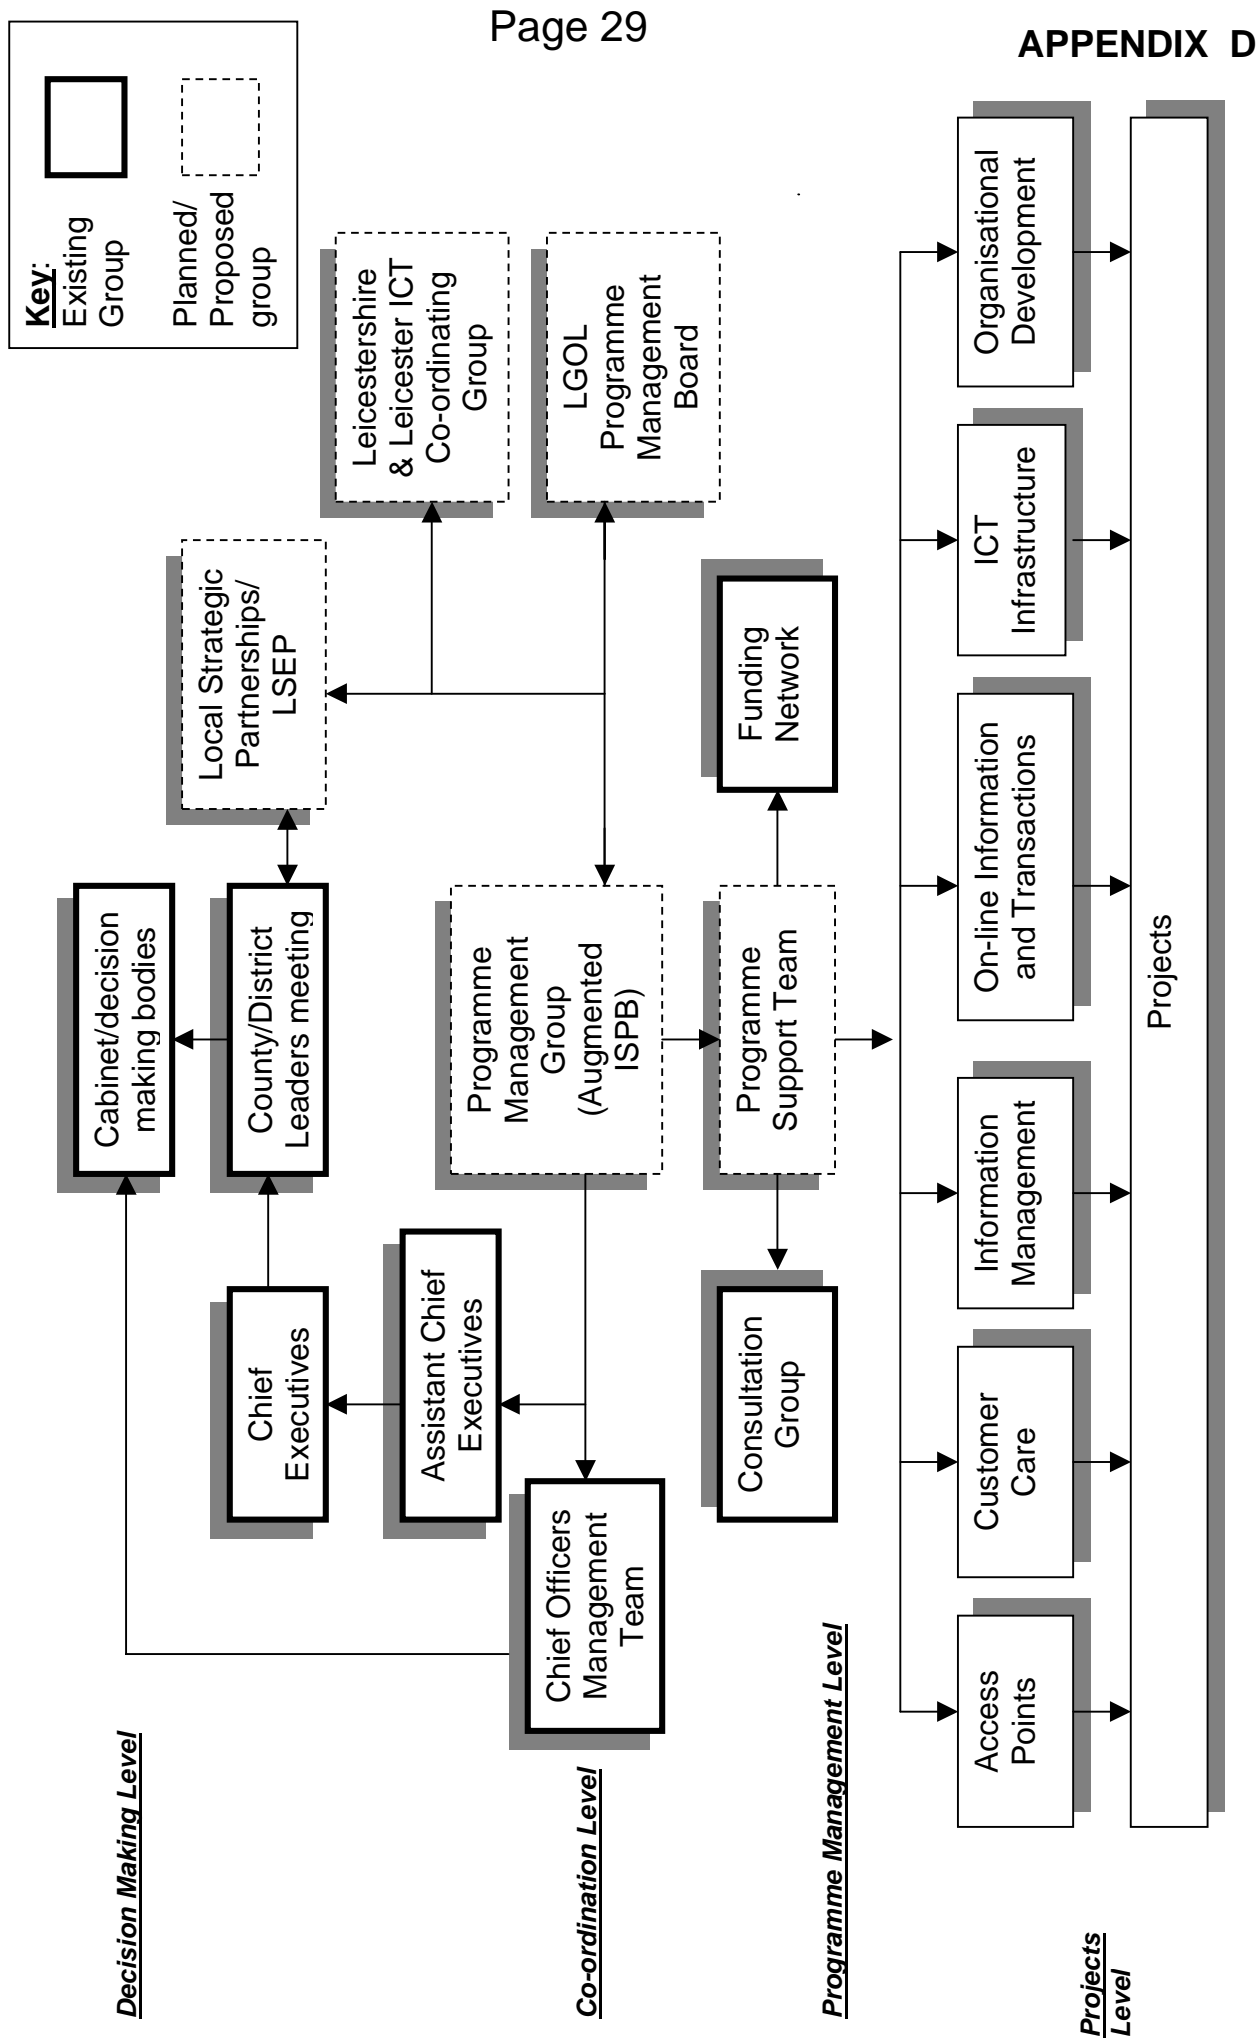 Page 29
APPENDIX D
Key:
Existing
Group
Planned/
Proposed
group
Decision Making Level
Cabinet/decision
making bodies
Chief
Executives
County/District
Leaders meeting
Local Strategic
Partnerships/
LSEP
Assistant Chief
Executives
Leicestershire
& Leicester ICT
Co-ordinating
Group
Co-ordination Level
Chief Officers
Management
Team
Programme
Management
Group
(Augmented
ISPB)
LGOL
Programme
Management
Board
Programme Management Level
Consultation
Group
Programme
Support Team
Funding
Network
Access
Points
Customer
Care
Information
Management
On-line Information
and Transactions
ICT
Infrastructure
Organisational
Development
Projects
Level
Projects